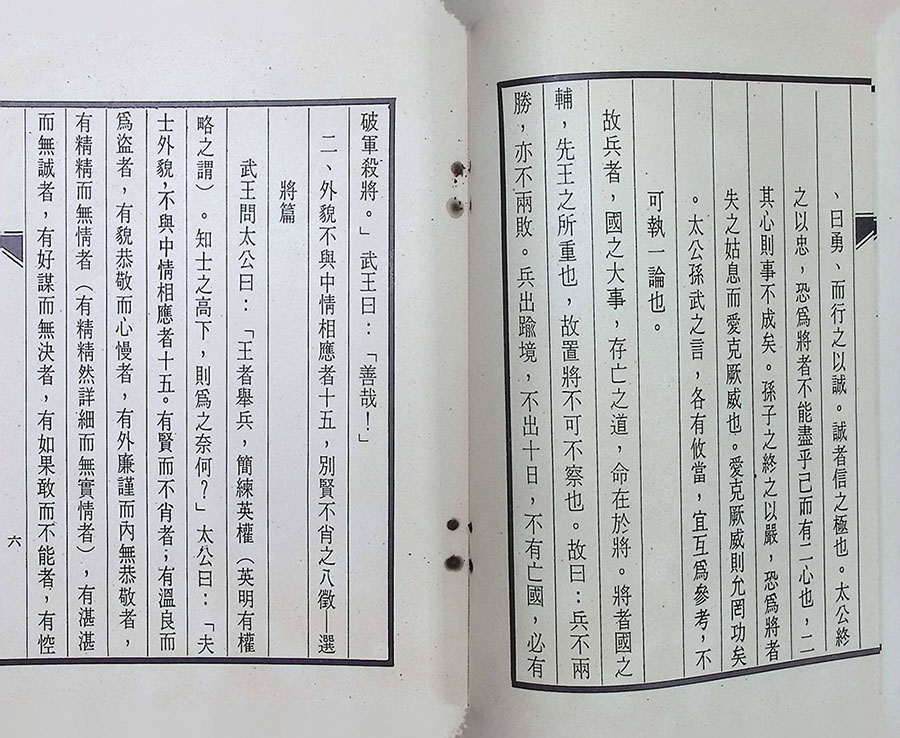 、曰勇、而行之以誠。誠者信之極也。太公終
之以忠，恐爲將者不能盡乎己而有二心也，二
其心則事不成矣。孫子之終之以嚴，恐爲將者
失之姑息而愛克厥威也。愛克厥威則允罔功矣
。太公孫武之言，各有攸當，宜互爲參考，不
可執一論也。
故兵者，國之大事，存亡之道，命在於將。將者國之
輔，先王之所重也，故置將不可不察也。故曰：兵不兩
勝，亦不兩敗。兵出踰境，不出十日，不有亡國，必有
破軍殺將。」武王曰：「善哉！」
二、外貌不與中情相應者十五，別賢不肖之八徵─選
將篇
武王問太公曰：「王者舉兵，簡練英權（英明有權
略之謂）。知士之高下，則爲之奈何？」太公曰：「夫
士外貌，不與中情相應者十五。有賢而不肖者；有溫良而
爲盜者，有貌恭敬而心慢者，有外廉謹而內無恭敬者，
有精精而無情者（有精精然詳細而無實情者），有湛湛
而無誠者，有好謀而無決者，有如果敢而不能者，有悾
六